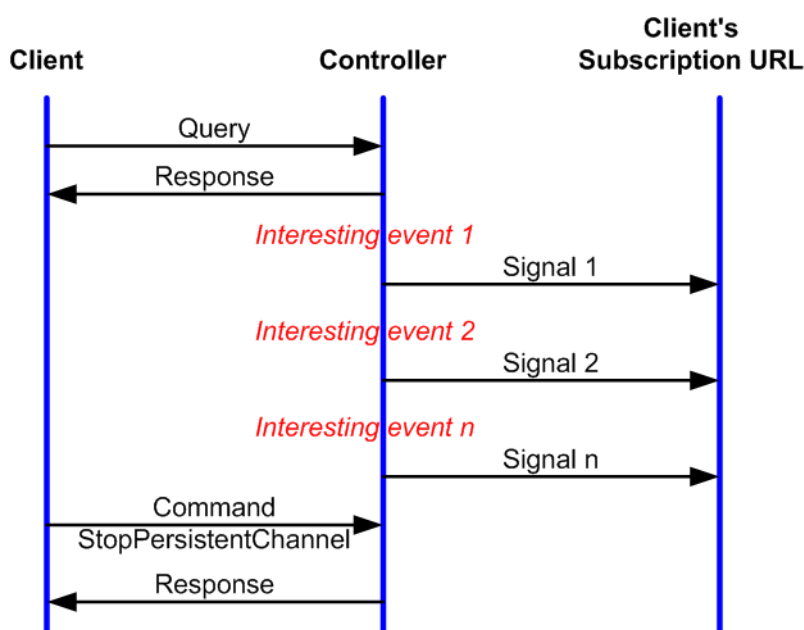 Client
Controller
Client's
Subscription URL
Query
Response
Interesting event 1
Signal 1
Interesting event 2
Signal 2
Interesting event n
Signal n
Command
StopPersistentChannel
Response